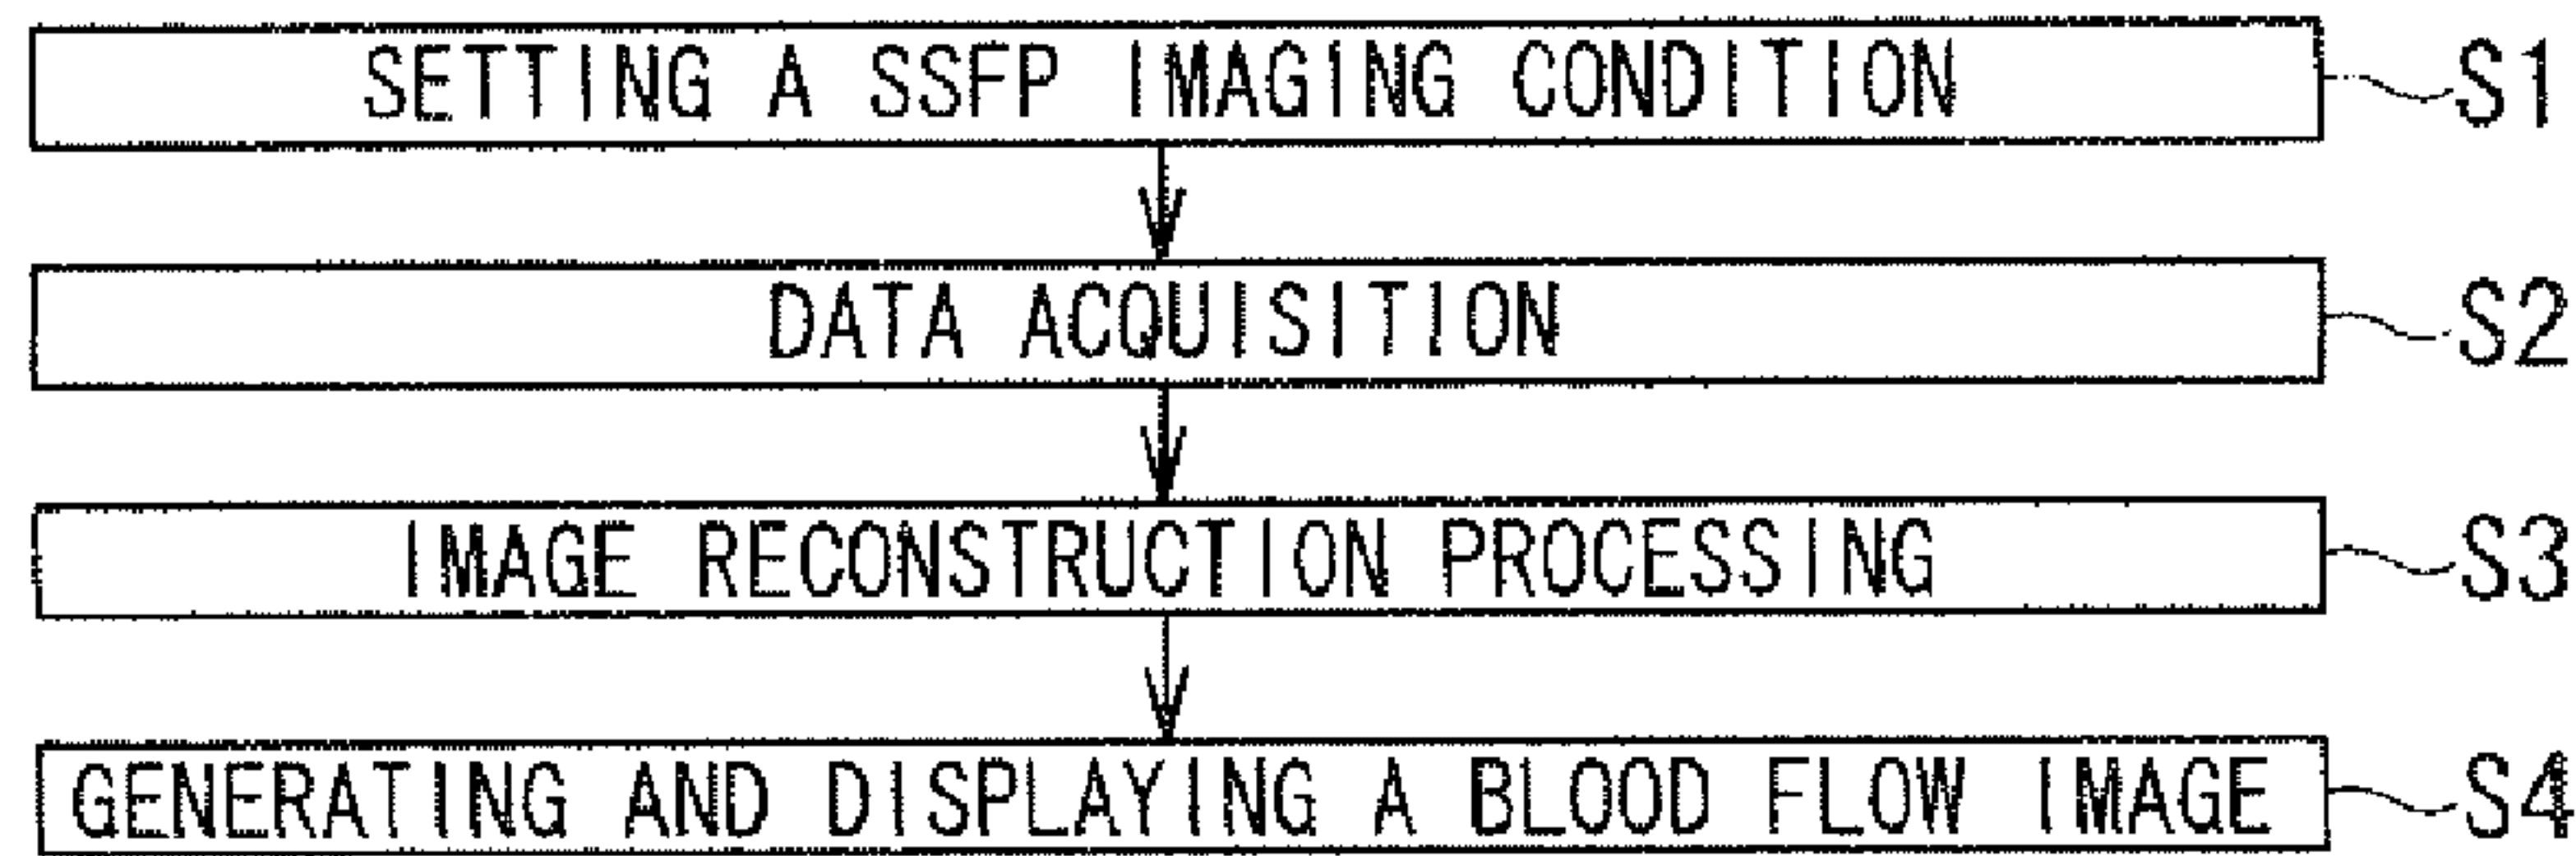 SETTING A SSFP IMAGING CONDITION S1
DATA ACQUISITION S2
IMAGE RECONSTRUCTION PROCESSING S3
GENERATING AND DISPLAYING A BLOOD FLOW IMAGE S4